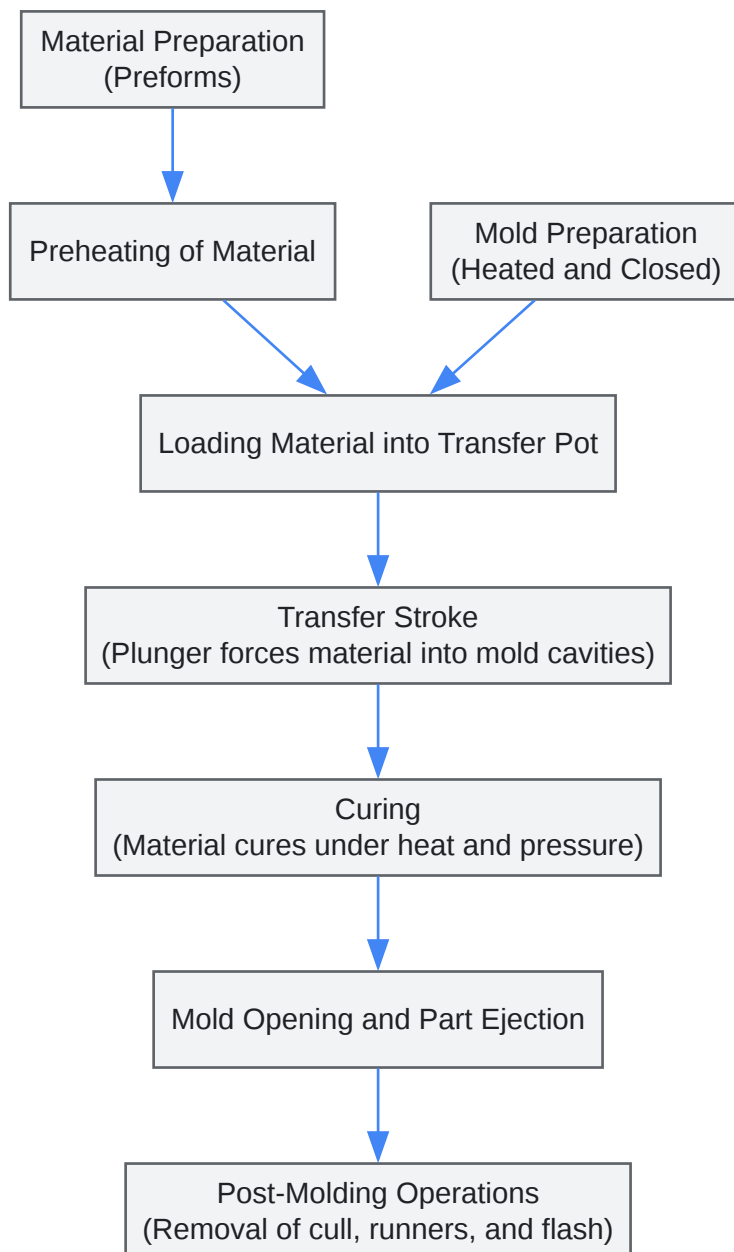 Material Preparation
(Preforms)
Preheating of Material
Mold Preparation
(Heated and Closed)
Loading Material into Transfer Pot
Transfer Stroke
(Plunger forces material into mold cavities)
Curing
(Material cures under heat and pressure)
Mold Opening and Part Ejection
Post-Molding Operations
(Removal of cull, runners, and flash)